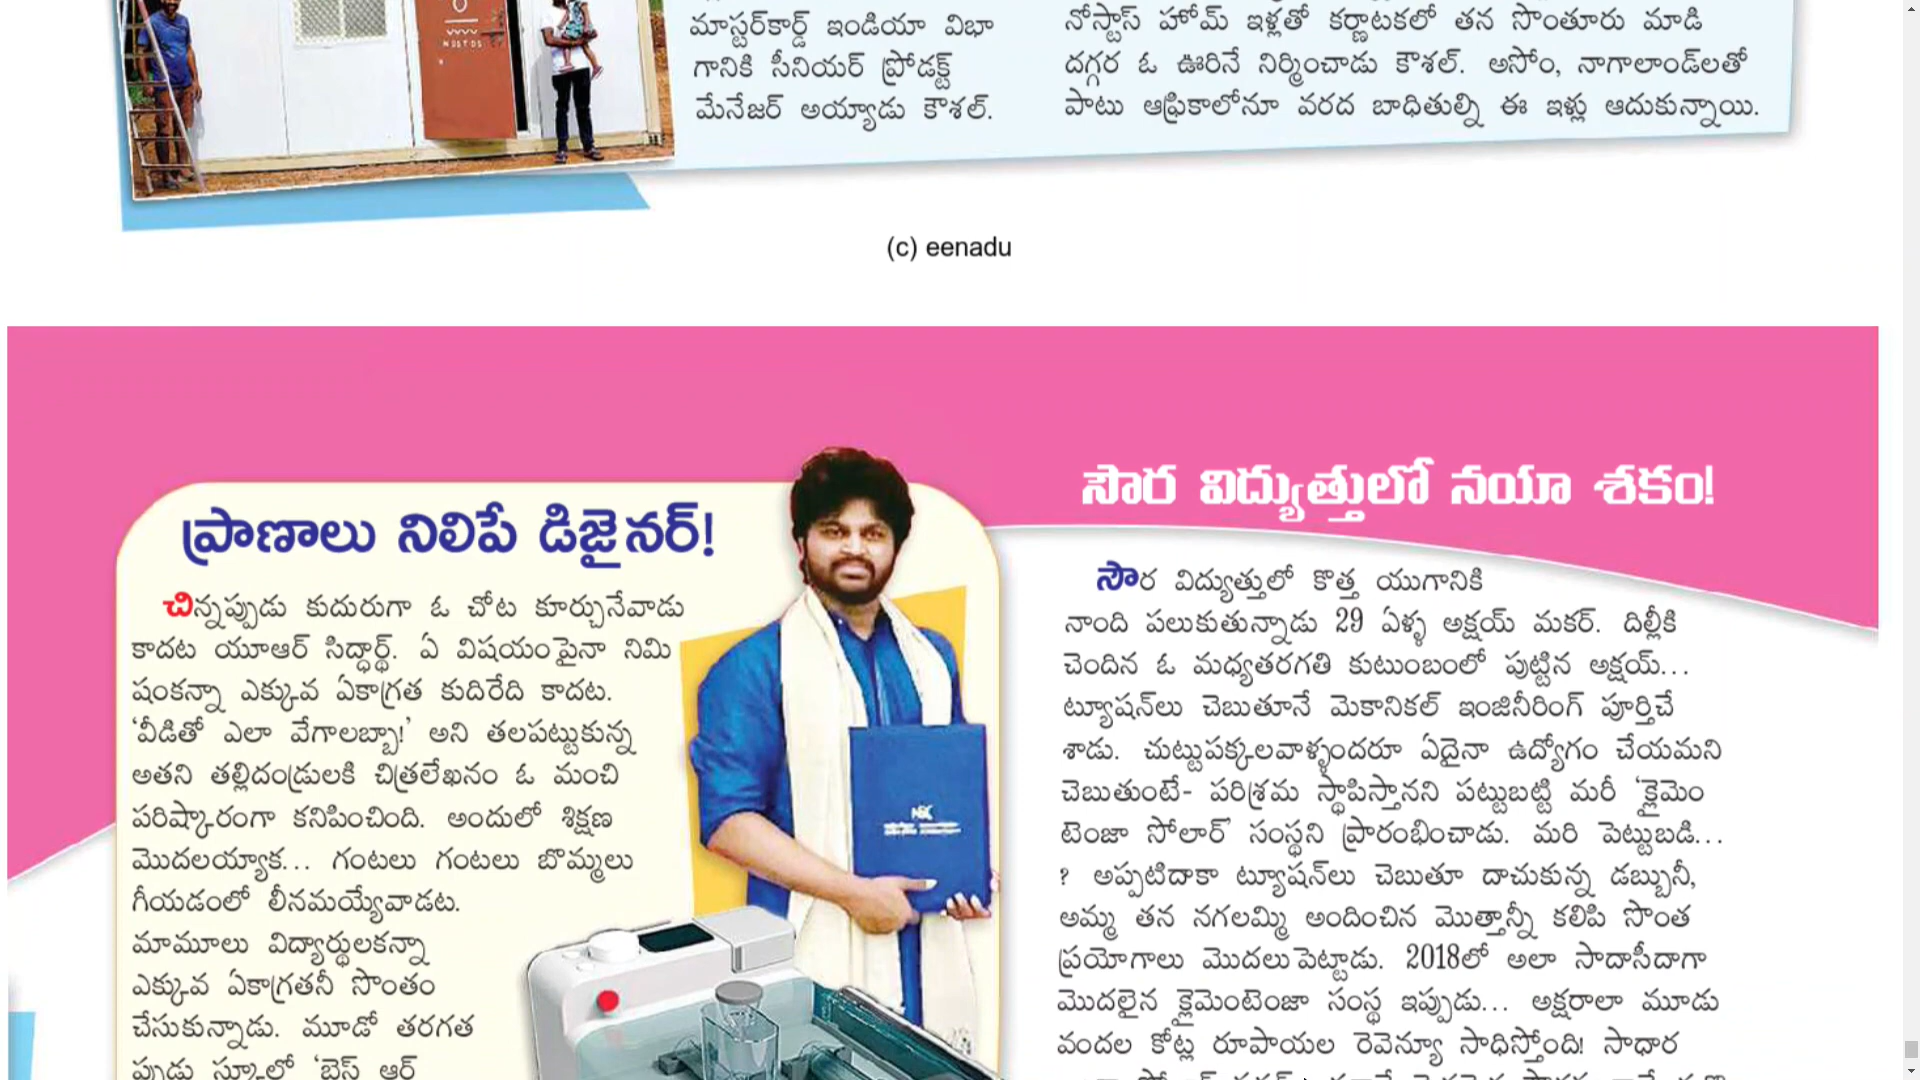 మాస్టర్‌కార్డ్ ఇండియా విభా
గానికి సీనియర్ ప్రోడక్ట్
మేనేజర్ అయ్యాడు కౌశల్.
నోస్టాస్ హోమ్ ఇళ్లతో కర్ణాటకలో తన సొంతూరు మాడి
దగ్గర ఓ ఊరినే నిర్మించాడు కౌశల్. అసోం, నాగాలాండ్‌లతో
పాటు ఆఫ్రికాలోనూ వరద బాధితుల్ని ఈ ఇళ్లు ఆదుకున్నాయి.
NOSTOS
(c) eenadu
ప్రాణాలు నిలిపే డిజైనర్!
చిన్నప్పుడు కుదురుగా ఓ చోట కూర్చునేవాడు
కాదట యూఆర్ సిద్ధార్థ్. ఏ విషయంపైనా నిమి
షంకన్నా ఎక్కువ ఏకాగ్రత కుదిరేది కాదట.
‘వీడితో ఎలా వేగాలబ్బా!’ అని తలపట్టుకున్న
అతని తల్లిదండ్రులకి చిత్రలేఖనం ఓ మంచి
పరిష్కారంగా కనిపించింది. అందులో శిక్షణ
మొదలయ్యాక... గంటలు గంటలు బొమ్మలు
గీయడంలో లీనమయ్యేవాడట.
మామూలు విద్యార్థులకన్నా
ఎక్కువ ఏకాగ్రతనీ సొంతం
చేసుకున్నాడు. మూడో తరగత
ప్పుడు స్కూల్లో ‘బెస్ట్ ఆర్
సౌర విద్యుత్తులో నయా శకం!
సౌర విద్యుత్తులో కొత్త యుగానికి
నాంది పలుకుతున్నాడు 29 ఏళ్ళ అక్షయ్ మకర్. దిల్లీకి
చెందిన ఓ మధ్యతరగతి కుటుంబంలో పుట్టిన అక్షయ్...
ట్యూషన్‌లు చెబుతూనే మెకానికల్ ఇంజినీరింగ్ పూర్తిచే
శాడు. చుట్టుపక్కలవాళ్ళందరూ ఏదైనా ఉద్యోగం చేయమని
చెబుతుంటే- పరిశ్రమ స్థాపిస్తానని పట్టుబట్టి మరీ ‘క్లైమెం
టెంజా సోలార్’ సంస్థని ప్రారంభించాడు. మరి పెట్టుబడి...
? అప్పటిదాకా ట్యూషన్‌లు చెబుతూ దాచుకున్న డబ్బునీ,
అమ్మ తన నగలమ్మి అందించిన మొత్తాన్నీ కలిపి సొంత
ప్రయోగాలు మొదలుపెట్టాడు. 2018లో అలా సాదాసీదాగా
మొదలైన క్లైమెంటెంజా సంస్థ ఇప్పుడు... అక్షరాలా మూడు
వందల కోట్ల రూపాయల రెవెన్యూ సాధిస్తోంది! సాధార